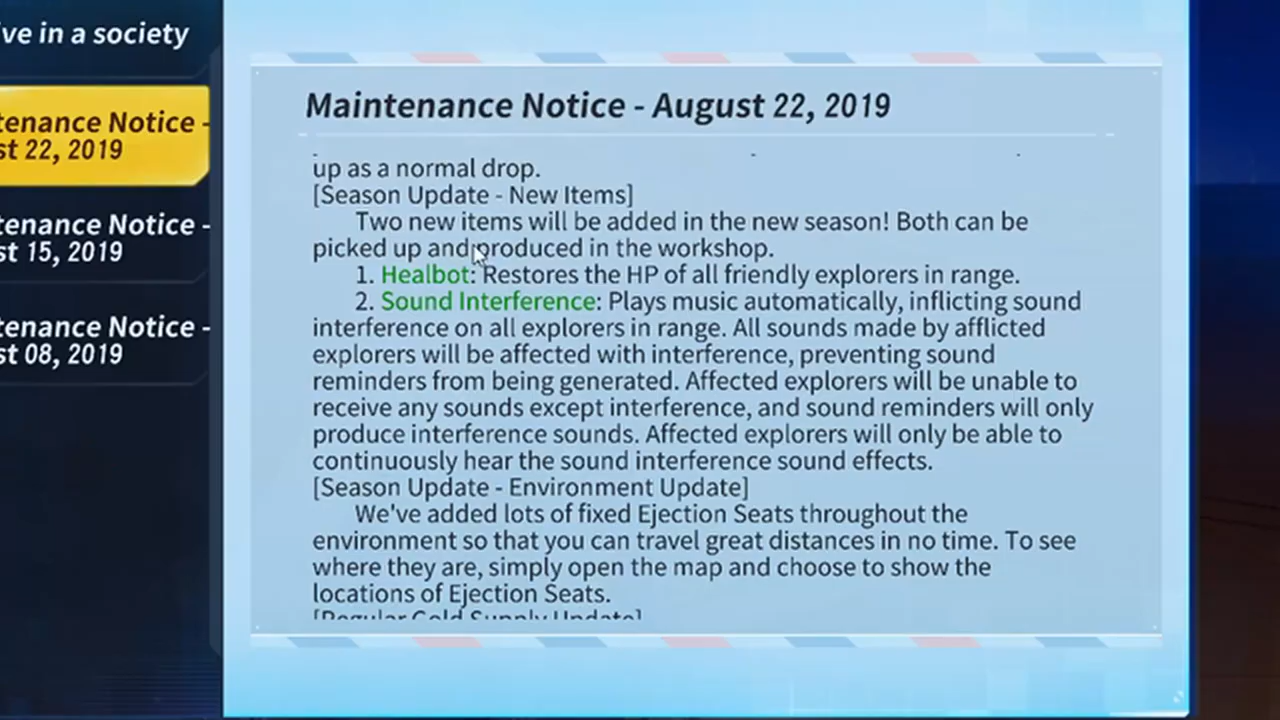 ve in a society
tenance Notice -
st 22, 2019
tenance Notice -
st 15, 2019
tenance Notice -
st 08, 2019
Maintenance Notice - August 22, 2019
up as a normal drop.
[Season Update - New Items]
Two new items will be added in the new season! Both can be
picked up and produced in the workshop.
1. Healbot: Restores the HP of all friendly explorers in range.
2. Sound Interference: Plays music automatically, inflicting sound
interference on all explorers in range. All sounds made by afflicted
explorers will be affected with interference, preventing sound
reminders from being generated. Affected explorers will be unable to
receive any sounds except interference, and sound reminders will only
produce interference sounds. Affected explorers will only be able to
continuously hear the sound interference sound effects.
[Season Update - Environment Update]
We've added lots of fixed Ejection Seats throughout the
environment so that you can travel great distances in no time. To see
where they are, simply open the map and choose to show the
locations of Ejection Seats.
[Regular Gold Supply Update]